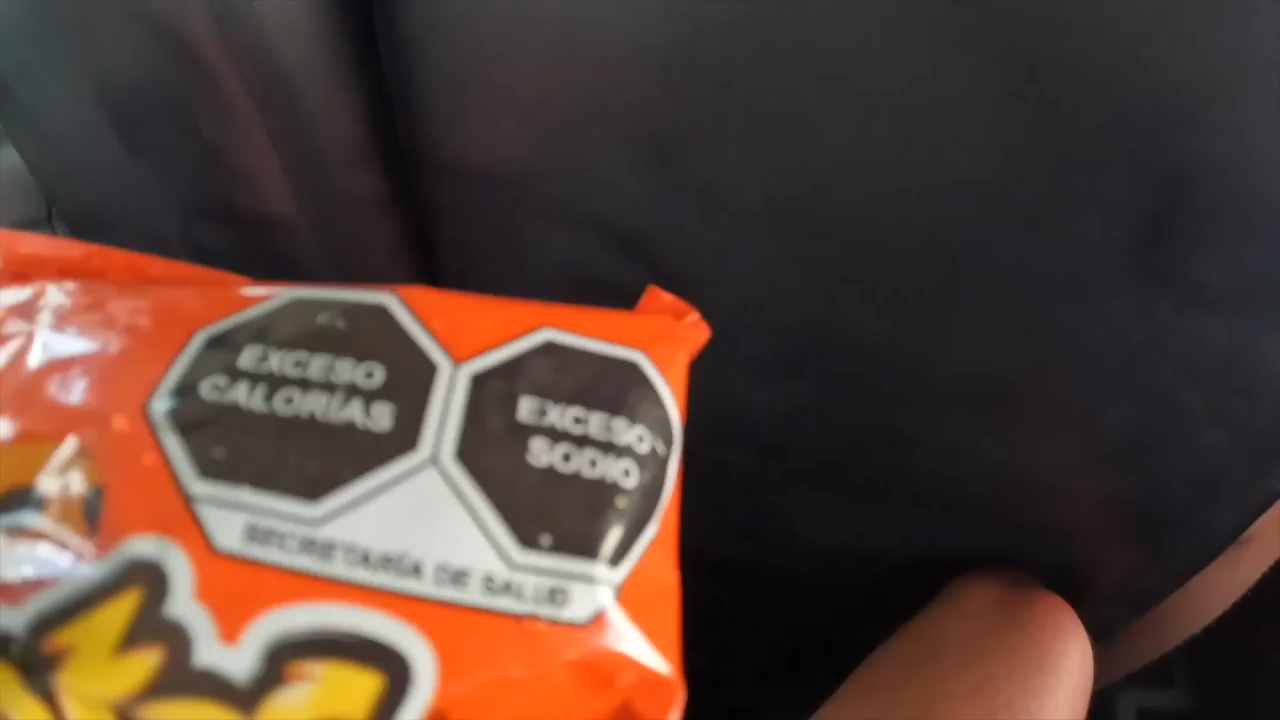 EXCESO
CALORÍAS
EXCESO
SODIO
SECRETARÍA DE SALUD